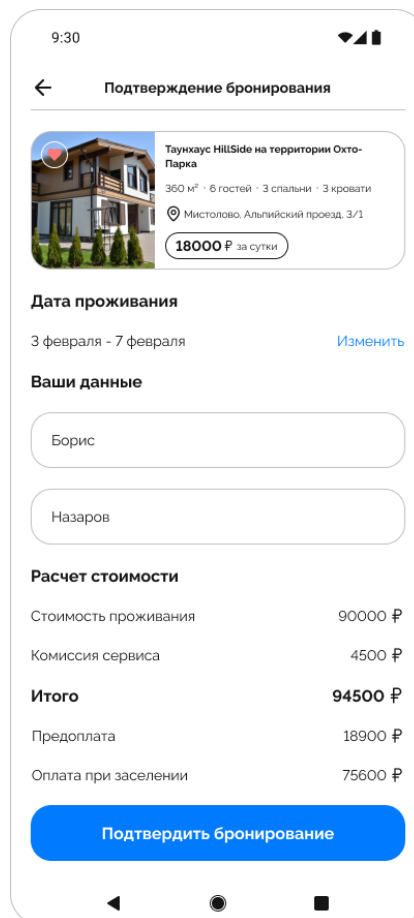 9:30
Подтверждение бронирования
Таунхаус HillSide на территории Охто-
Парка
360 м² · 6 гостей · 3 спальни · 3 кровати
Мистолово, Альпийский проезд, 3/1
18000 ₽ за сутки
Дата проживания
3 февраля - 7 февраля Изменить
Ваши данные
Борис
Назаров
Расчет стоимости
Стоимость проживания 90000 ₽
Комиссия сервиса 4500 ₽
Итого 94500 ₽
Предоплата 18900 ₽
Оплата при заселении 75600 ₽
Подтвердить бронирование